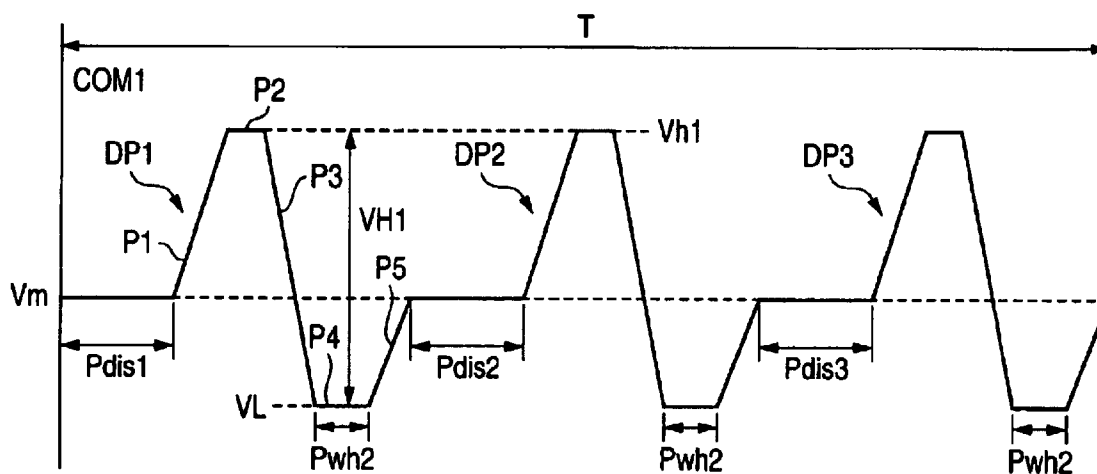 T
COM1
P2
Vh1
DP1
DP2
DP3
P3
VH1
P1
P5
Vm
P4
Pdis1
Pdis2
Pdis3
VL
Pwh2
Pwh2
Pwh2